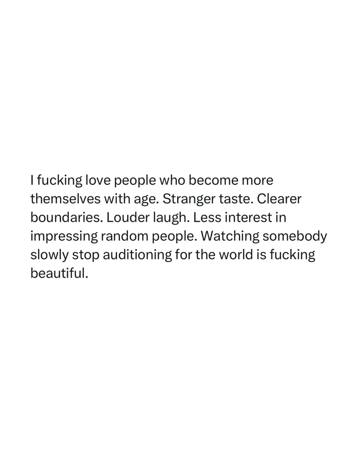 I fucking love people who become more
themselves with age. Stranger taste. Clearer
boundaries. Louder laugh. Less interest in
impressing random people. Watching somebody
slowly stop auditioning for the world is fucking
beautiful.